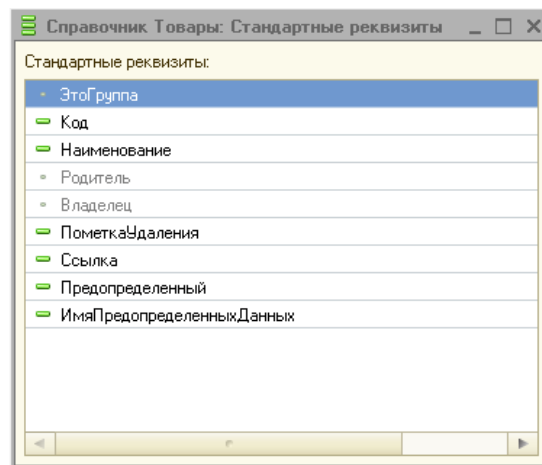 Справочник Товары: Стандартные реквизиты
Стандартные реквизиты:
ЭтоГруппа
Код
Наименование
Родитель
Владелец
ПометкаУдаления
Ссылка
Предопределенный
ИмяПредопределенныхДанных